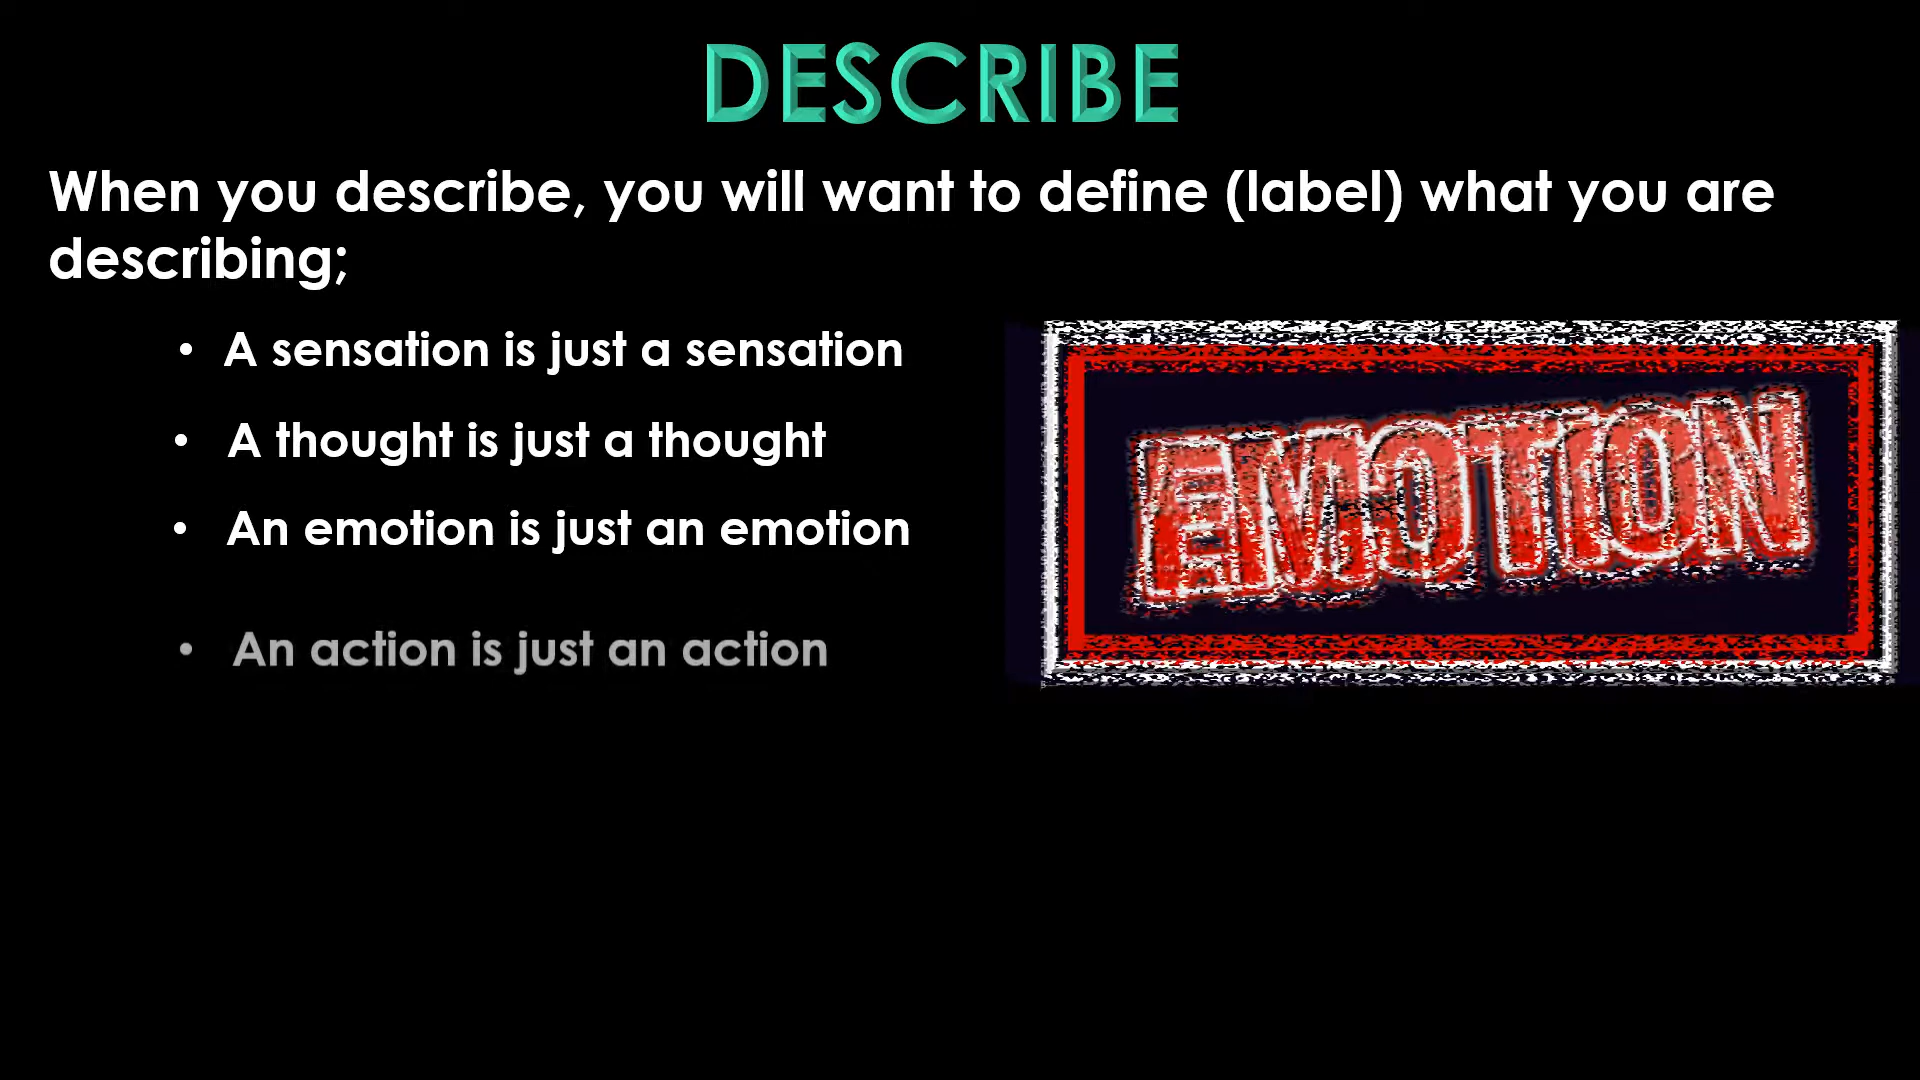 DESCRIBE
When you describe, you will want to define (label) what you are
describing;
• A sensation is just a sensation
• A thought is just a thought
• An emotion is just an emotion
• An action is just an action
EMOTION